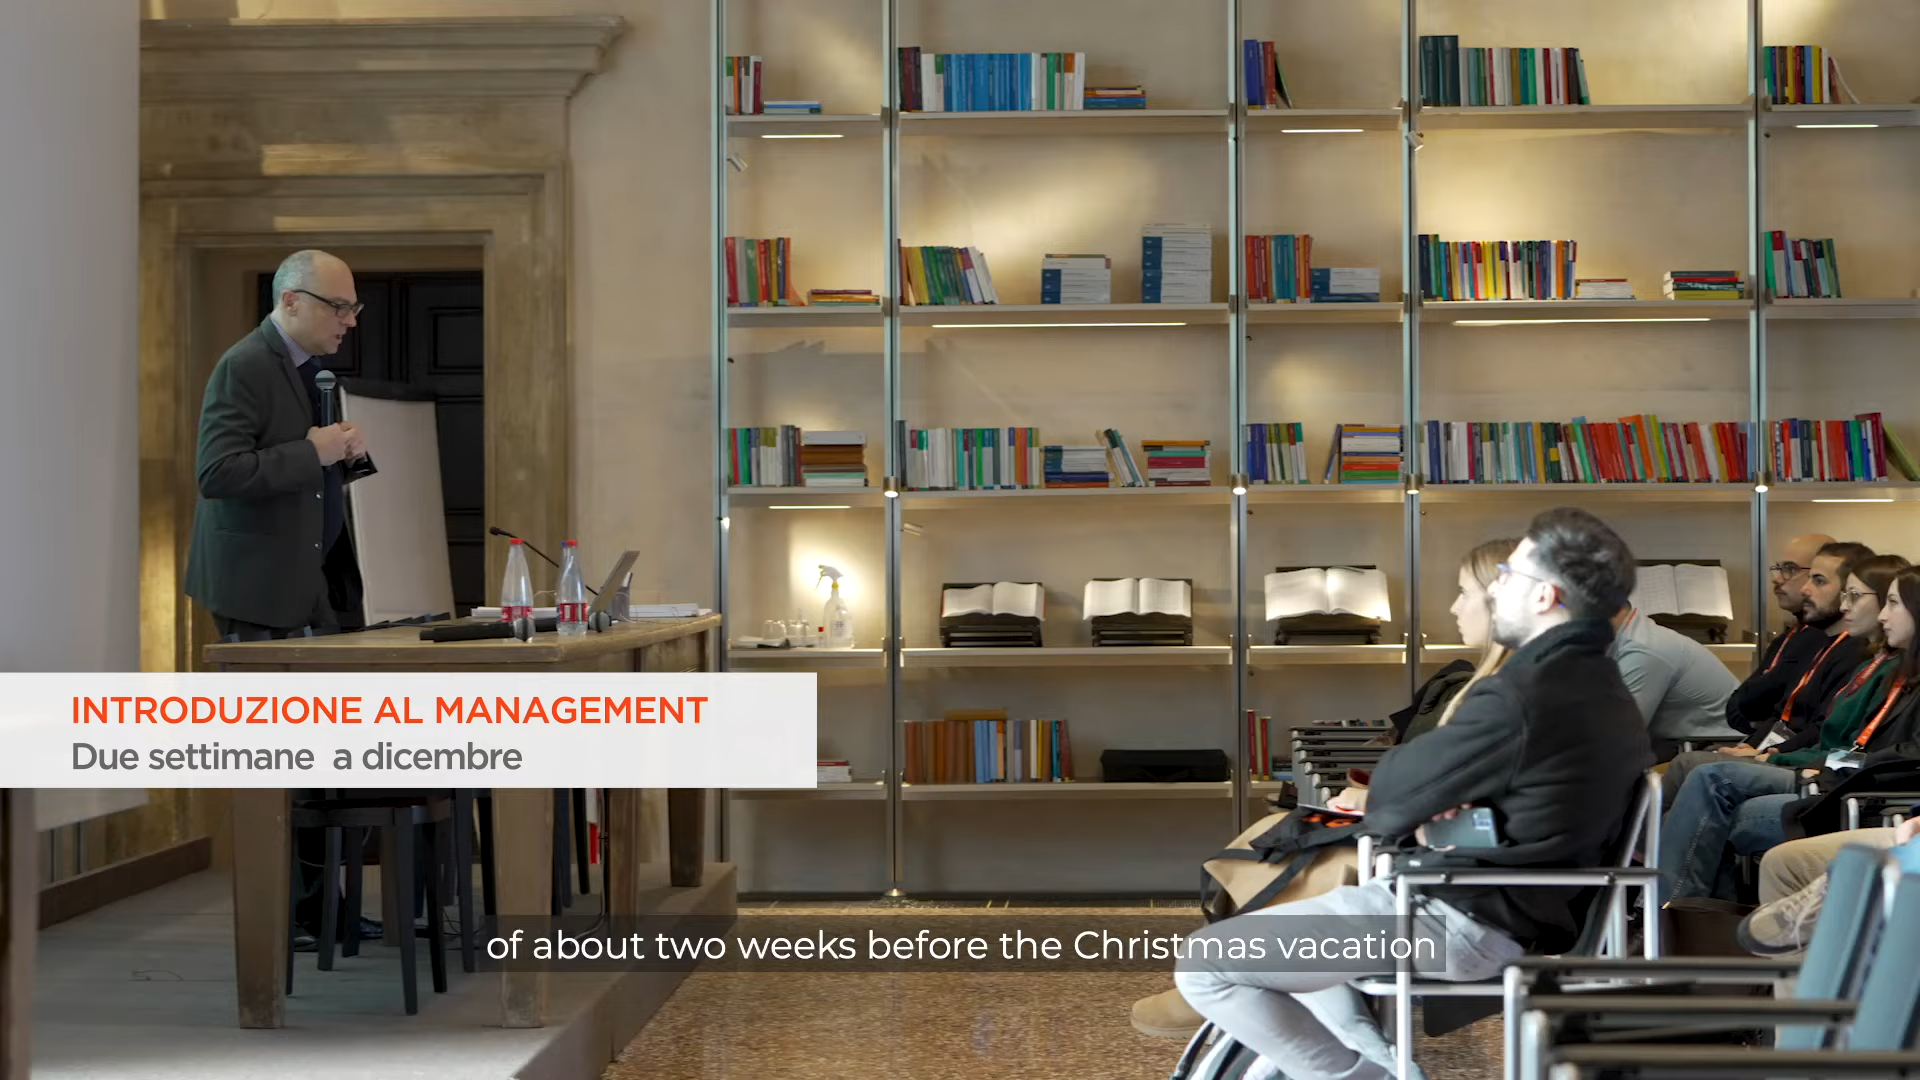 INTRODUZIONE AL MANAGEMENT
Due settimane  a dicembre
of about two weeks before the Christmas vacation